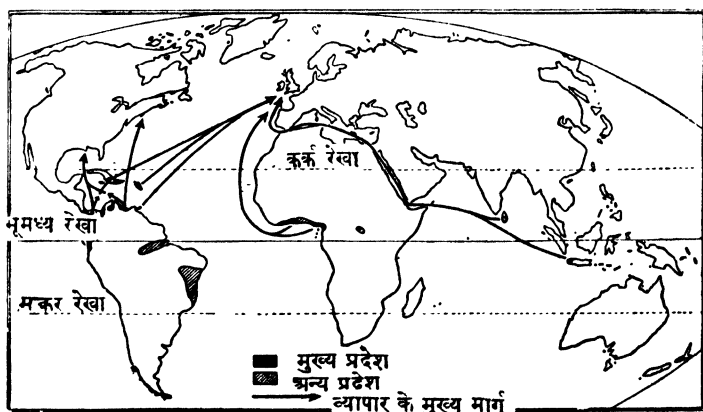 कर्क रेखा
भूमध्य रेखा
मकर रेखा
मुख्य प्रदेश
अन्य प्रदेश
व्यापार के मुख्य मार्ग